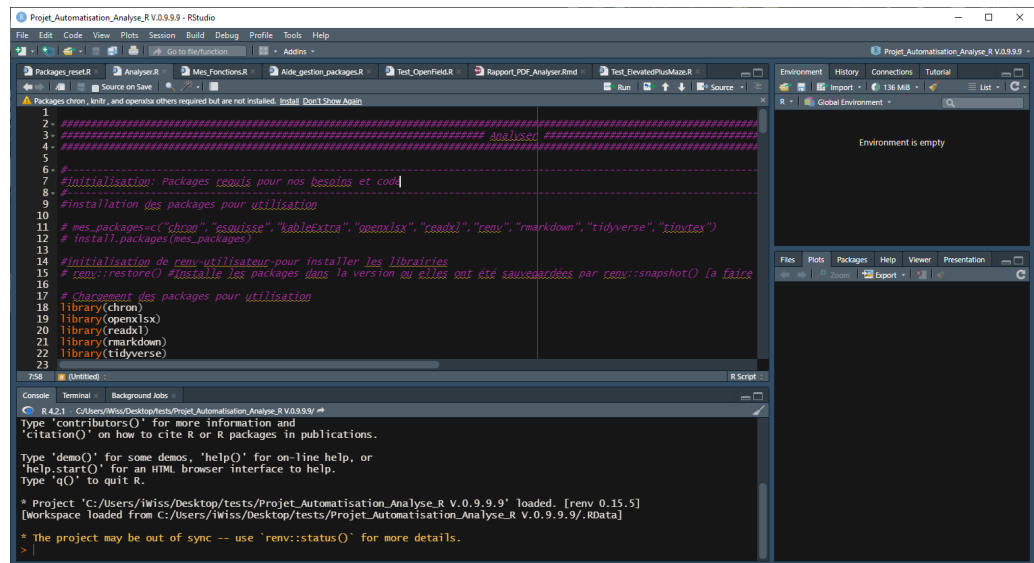 Projet_Automatisation_Analyse_R V.0.9.9.9 - RStudio
File Edit Code View Plots Session Build Debug Profile Tools Help
Go to file/function Addins Projet_Automatisation_Analyse_R V.0.9.9.9
Packages_reset.R Analyser.R Mes_Fonctions.R Aide_gestion_packages.R Test_OpenField.R Rapport_PDF_Analyser.Rmd Test_ElevatedPlusMaze.R
Source on Save Run Source
Packages chron, knitr, and openxlsx others required but are not installed. Install Don't Show Again
1
2 ################################################################
3 ################################ Analyser ################################
4 ################################################################
5
6 #----------------------------------------------------------------
7 #initialisation: Packages requis pour nos besoins et code
8 #----------------------------------------------------------------
9 #installation des packages pour utilisation
10
11 # mes_packages=c("chron","esquisse","kableExtra","openxlsx","readxl","renv","rmarkdown","tidyverse","tinytex")
12 # install.packages(mes_packages)
13
14 #initialisation de renv-utilisateur-pour installer les librairies
15 # renv::restore() #Installe les packages dans la version ou elles ont été sauvegardées par renv::snapshot() [a faire
16
17 # Chargement des packages pour utilisation
18 library(chron)
19 library(openxlsx)
20 library(readxl)
21 library(rmarkdown)
22 library(tidyverse)
23
7:58 (Untitled) R Script
Console Terminal Background Jobs
R 4.2.1 · C:/Users/iWiss/Desktop/tests/Projet_Automatisation_Analyse_R V.0.9.9.9/
Type 'contributors()' for more information and
'citation()' on how to cite R or R packages in publications.
Type 'demo()' for some demos, 'help()' for on-line help, or
'help.start()' for an HTML browser interface to help.
Type 'q()' to quit R.
* Project 'C:/Users/iWiss/Desktop/tests/Projet_Automatisation_Analyse_R V.0.9.9.9' loaded. [renv 0.15.5]
[Workspace loaded from C:/Users/iWiss/Desktop/tests/Projet_Automatisation_Analyse_R V.0.9.9.9/.RData]
* The project may be out of sync -- use `renv::status()` for more details.
>
Environment History Connections Tutorial
Import 136 MiB List
R Global Environment
Environment is empty
Files Plots Packages Help Viewer Presentation
Zoom Export